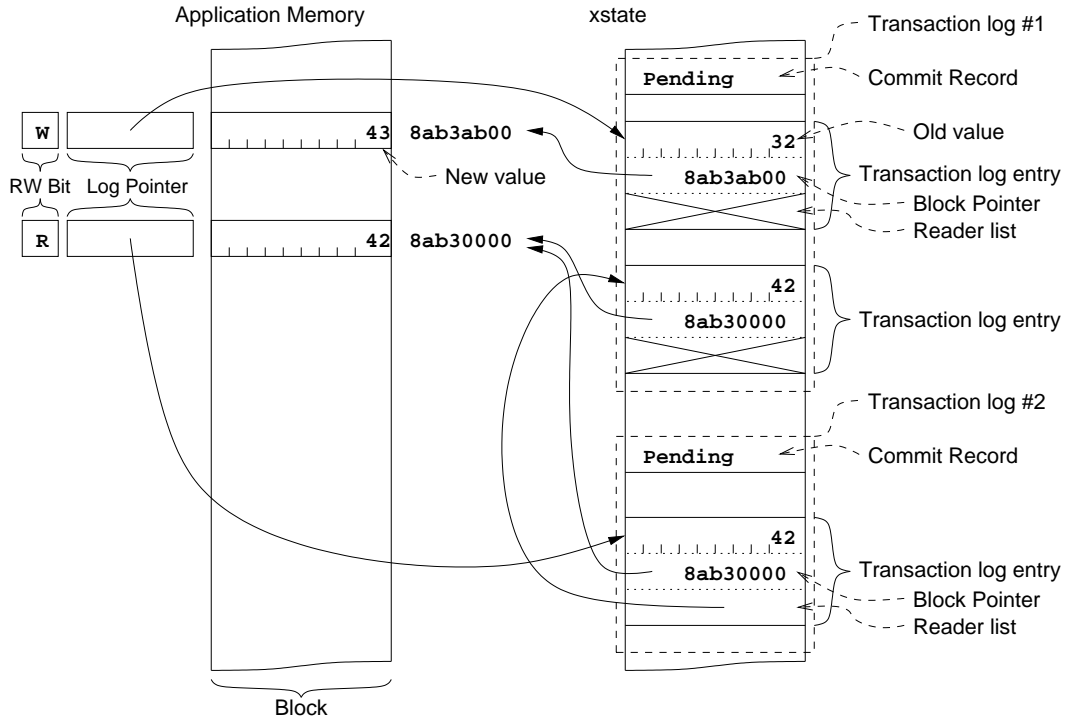 Application Memory
xstate
Transaction log #1
Pending
Commit Record
W
43
8ab3ab00
32
Old value
RW Bit
Log Pointer
New value
8ab3ab00
Transaction log entry
Block Pointer
Reader list
R
42
8ab30000
42
8ab30000
Transaction log entry
Transaction log #2
Pending
Commit Record
42
8ab30000
Transaction log entry
Block Pointer
Reader list
Block